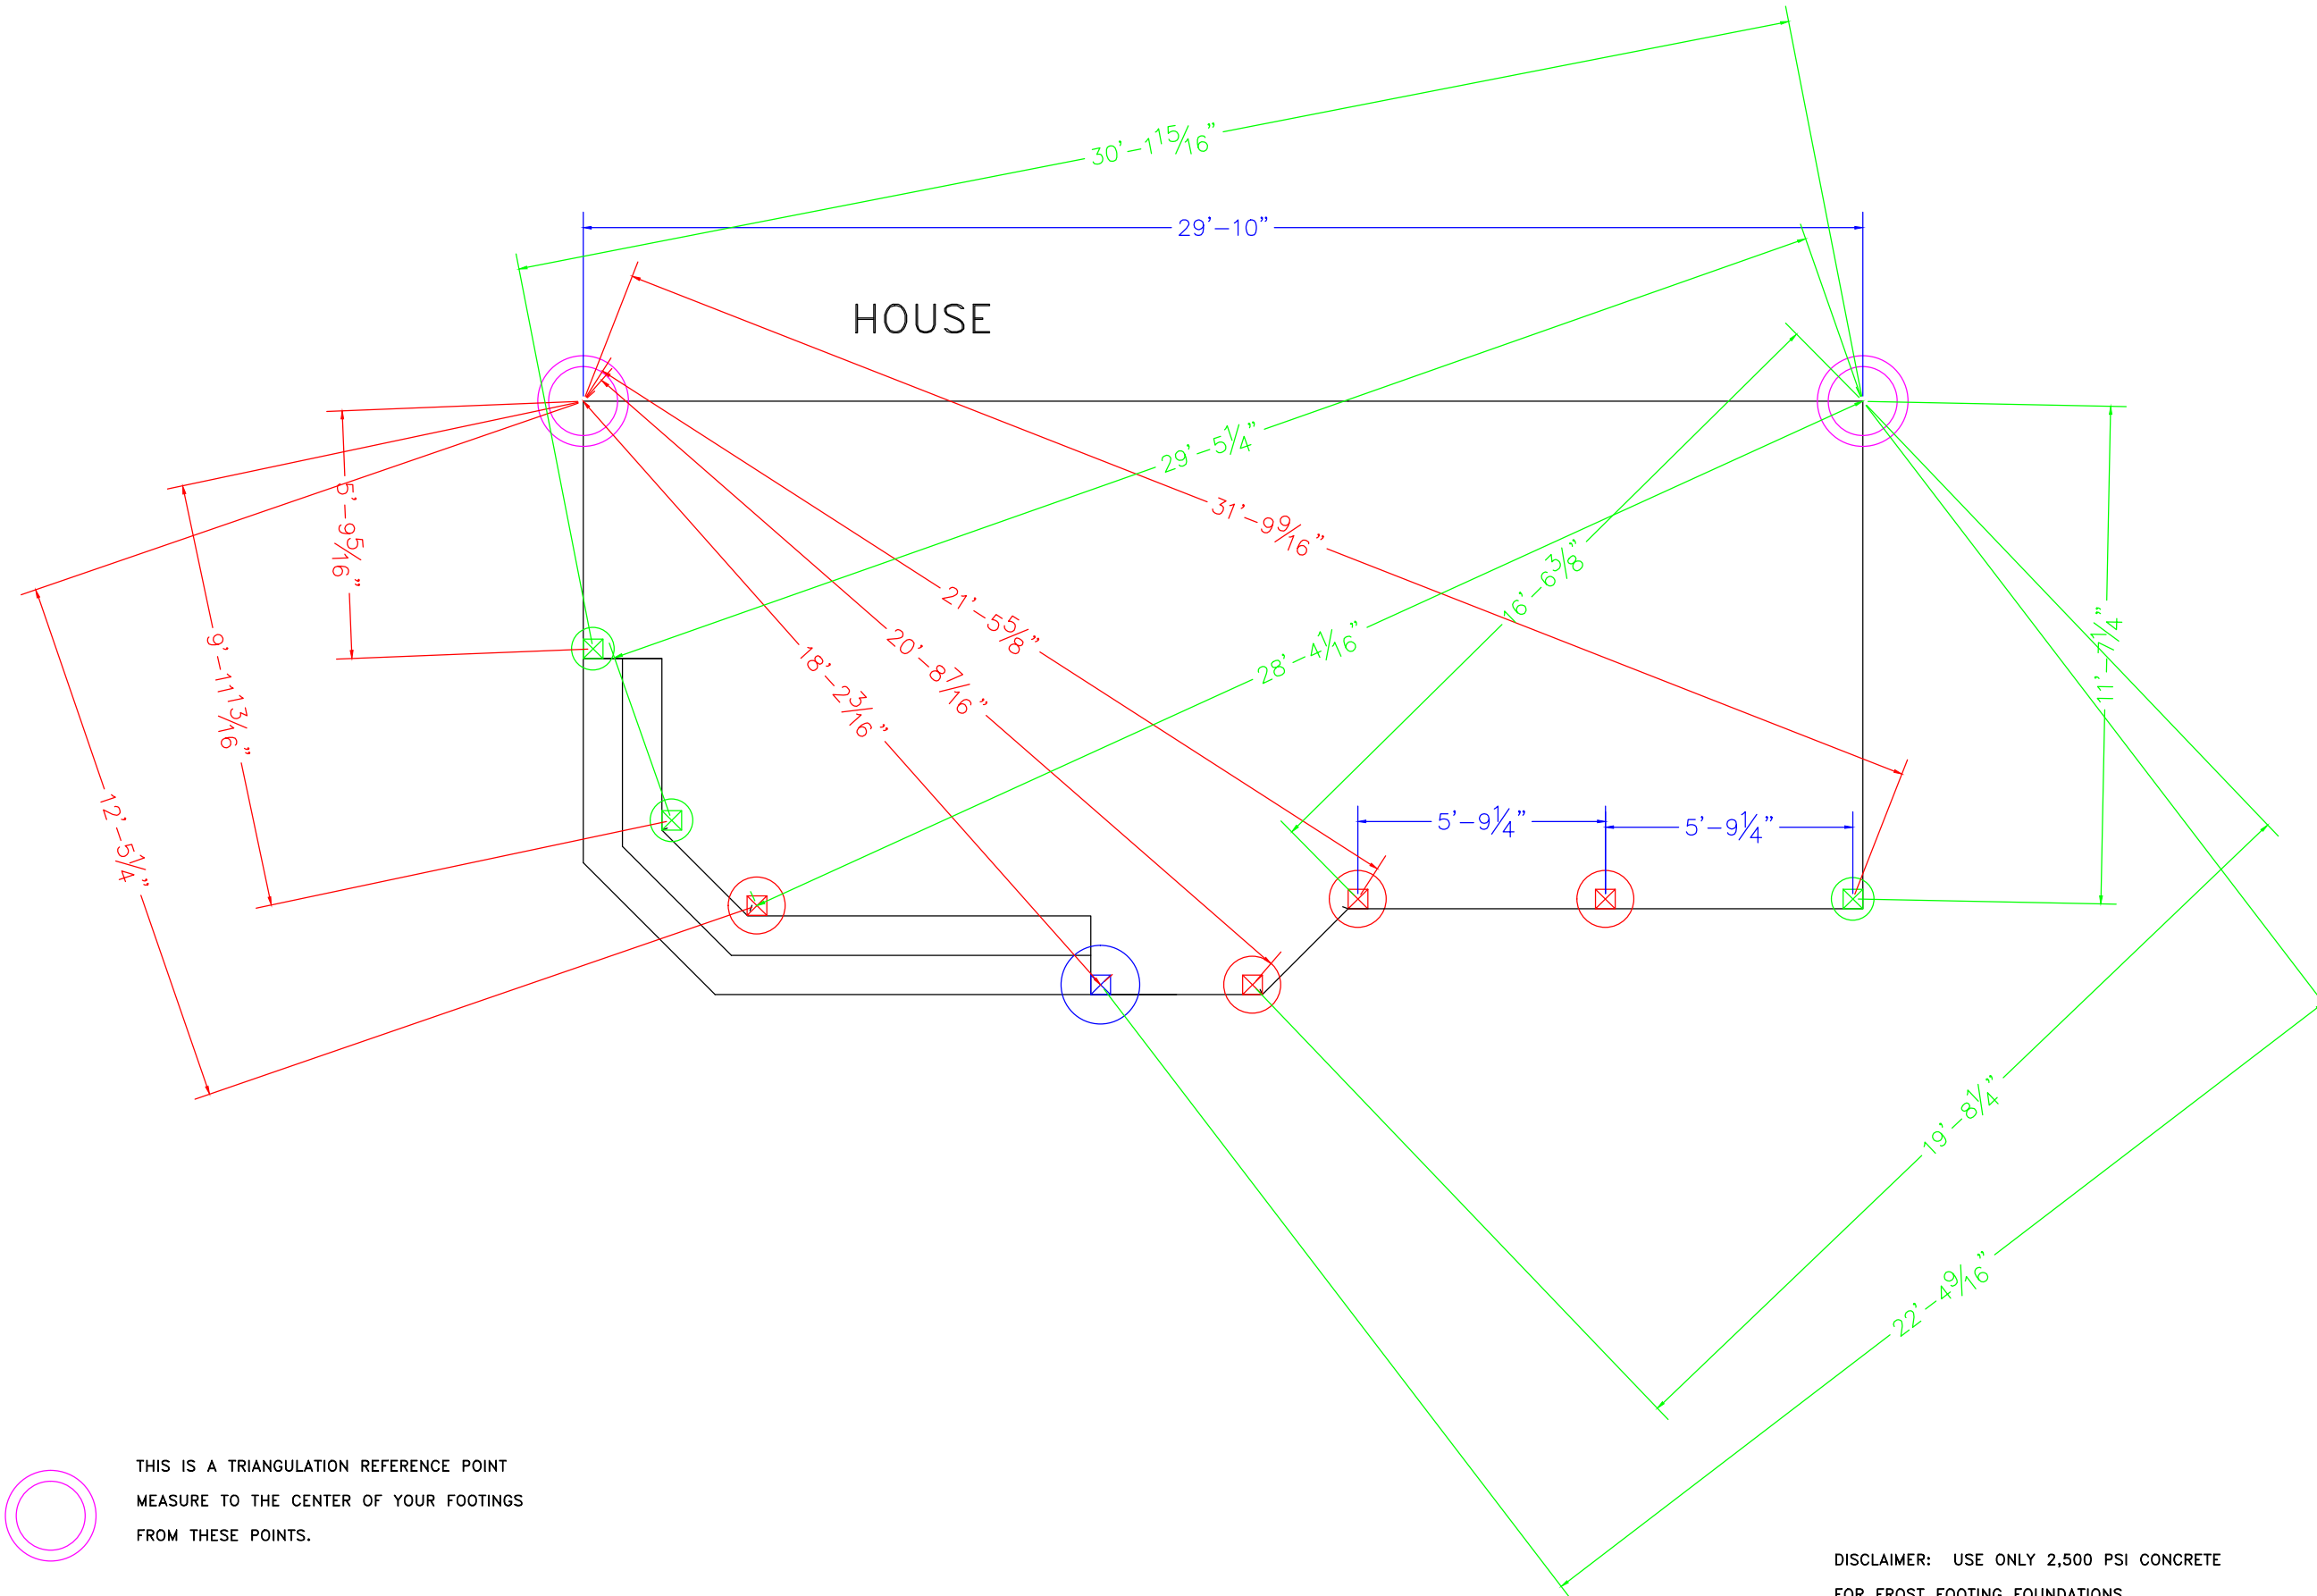 30'-1 15/16"
29'-10"
HOUSE
29'-5 1/4"
5'-9 5/16"
31'-9 9/16"
16'-6 3/8"
21'-5 5/8"
28'-4 1/16"
20'-8 7/16"
18'-2 3/16"
9'-11 13/16"
11'-7 1/4"
12'-5 1/4"
5'-9 1/4"
5'-9 1/4"
19'-8 1/4"
22'-4 9/16"
THIS IS A TRIANGULATION REFERENCE POINT
MEASURE TO THE CENTER OF YOUR FOOTINGS
FROM THESE POINTS.
DISCLAIMER: USE ONLY 2,500 PSI CONCRETE
FOR FROST FOOTING FOUNDATIONS